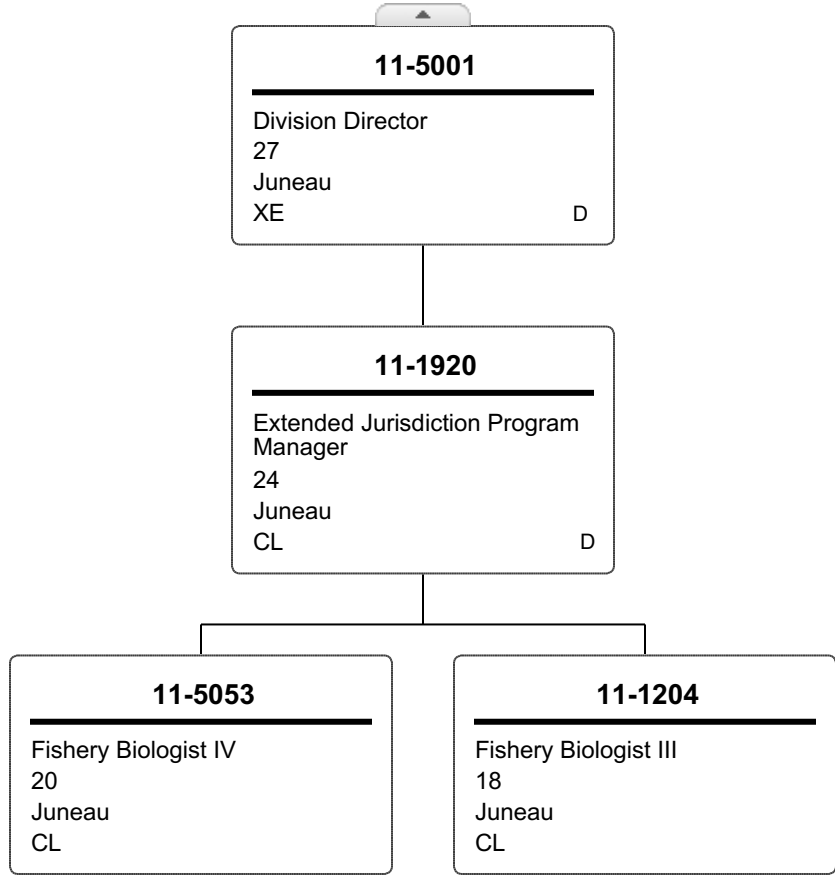 11-5001
Division Director
27
Juneau
XE D
11-1920
Extended Jurisdiction Program
Manager
24
Juneau
CL D
11-5053
Fishery Biologist IV
20
Juneau
CL
11-1204
Fishery Biologist III
18
Juneau
CL